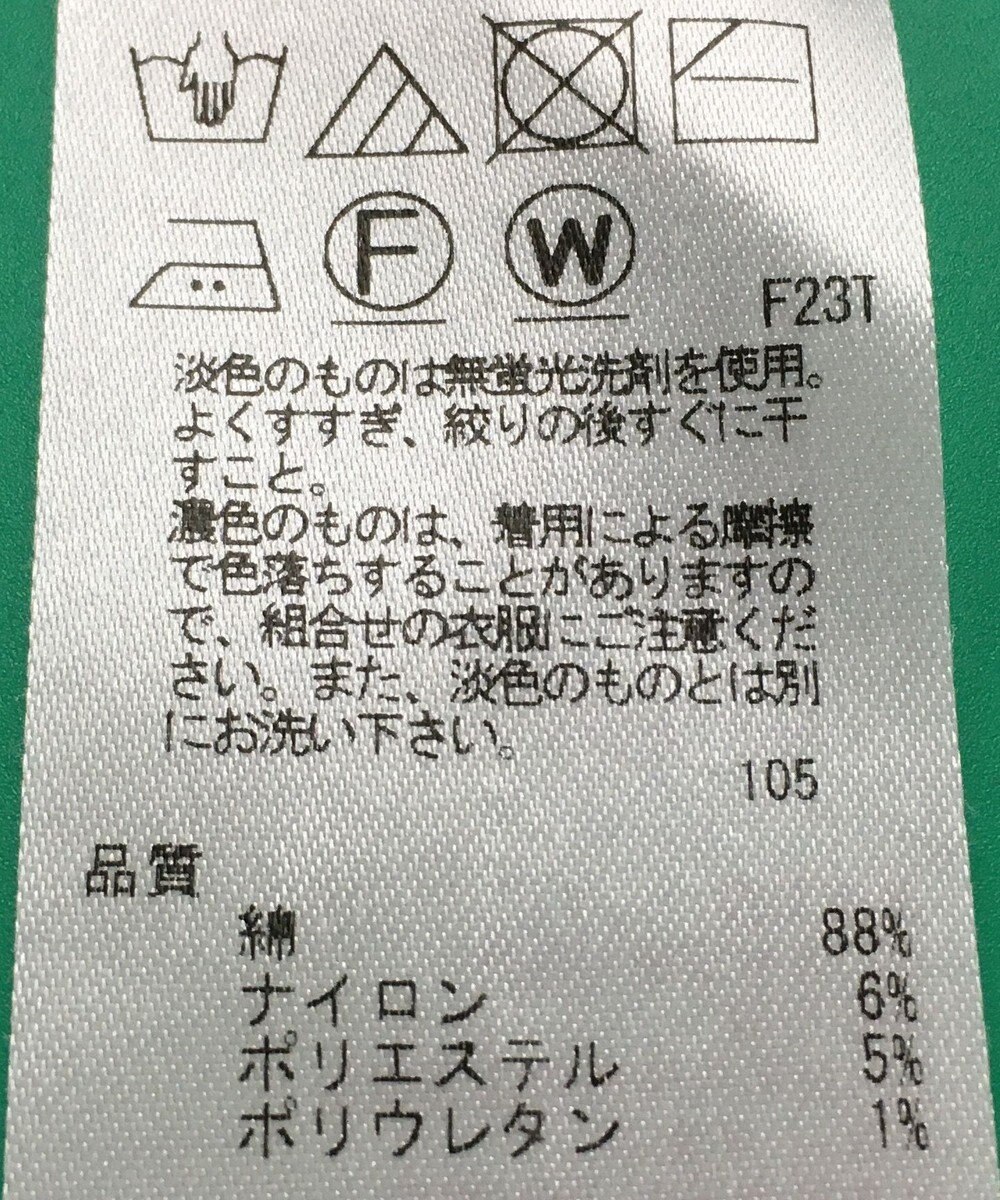 F
W
F23T
淡色のものは無蛍光洗剤を使用。
よくすすぎ、絞りの後すぐに干
すこと。
濃色のものは、着用による摩擦
で色落ちすることがありますの
で、組合せの衣服にご注意くだ
さい。また、淡色のものとは別
にお洗い下さい。
105
品質
綿 88%
ナイロン 6%
ポリエステル 5%
ポリウレタン 1%